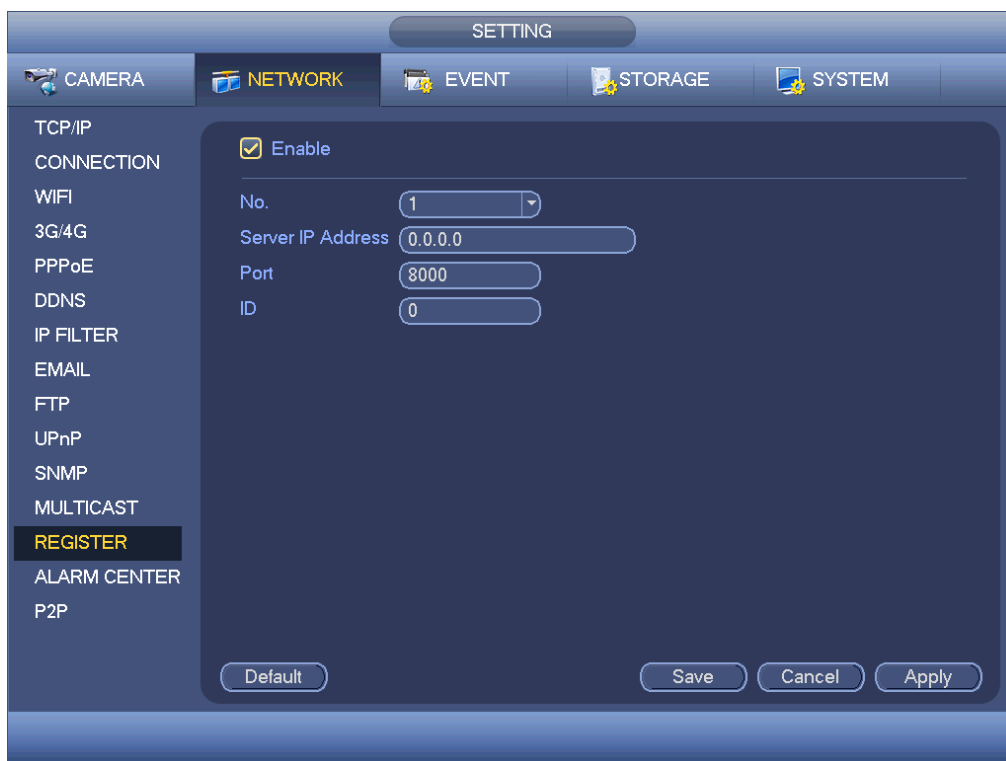 SETTING
CAMERA NETWORK EVENT STORAGE SYSTEM
TCP/IP
CONNECTION
WIFI
3G/4G
PPPoE
DDNS
IP FILTER
EMAIL
FTP
UPnP
SNMP
MULTICAST
REGISTER
ALARM CENTER
P2P
Enable
No. 1
Server IP Address 0.0.0.0
Port 8000
ID 0
Default Save Cancel Apply